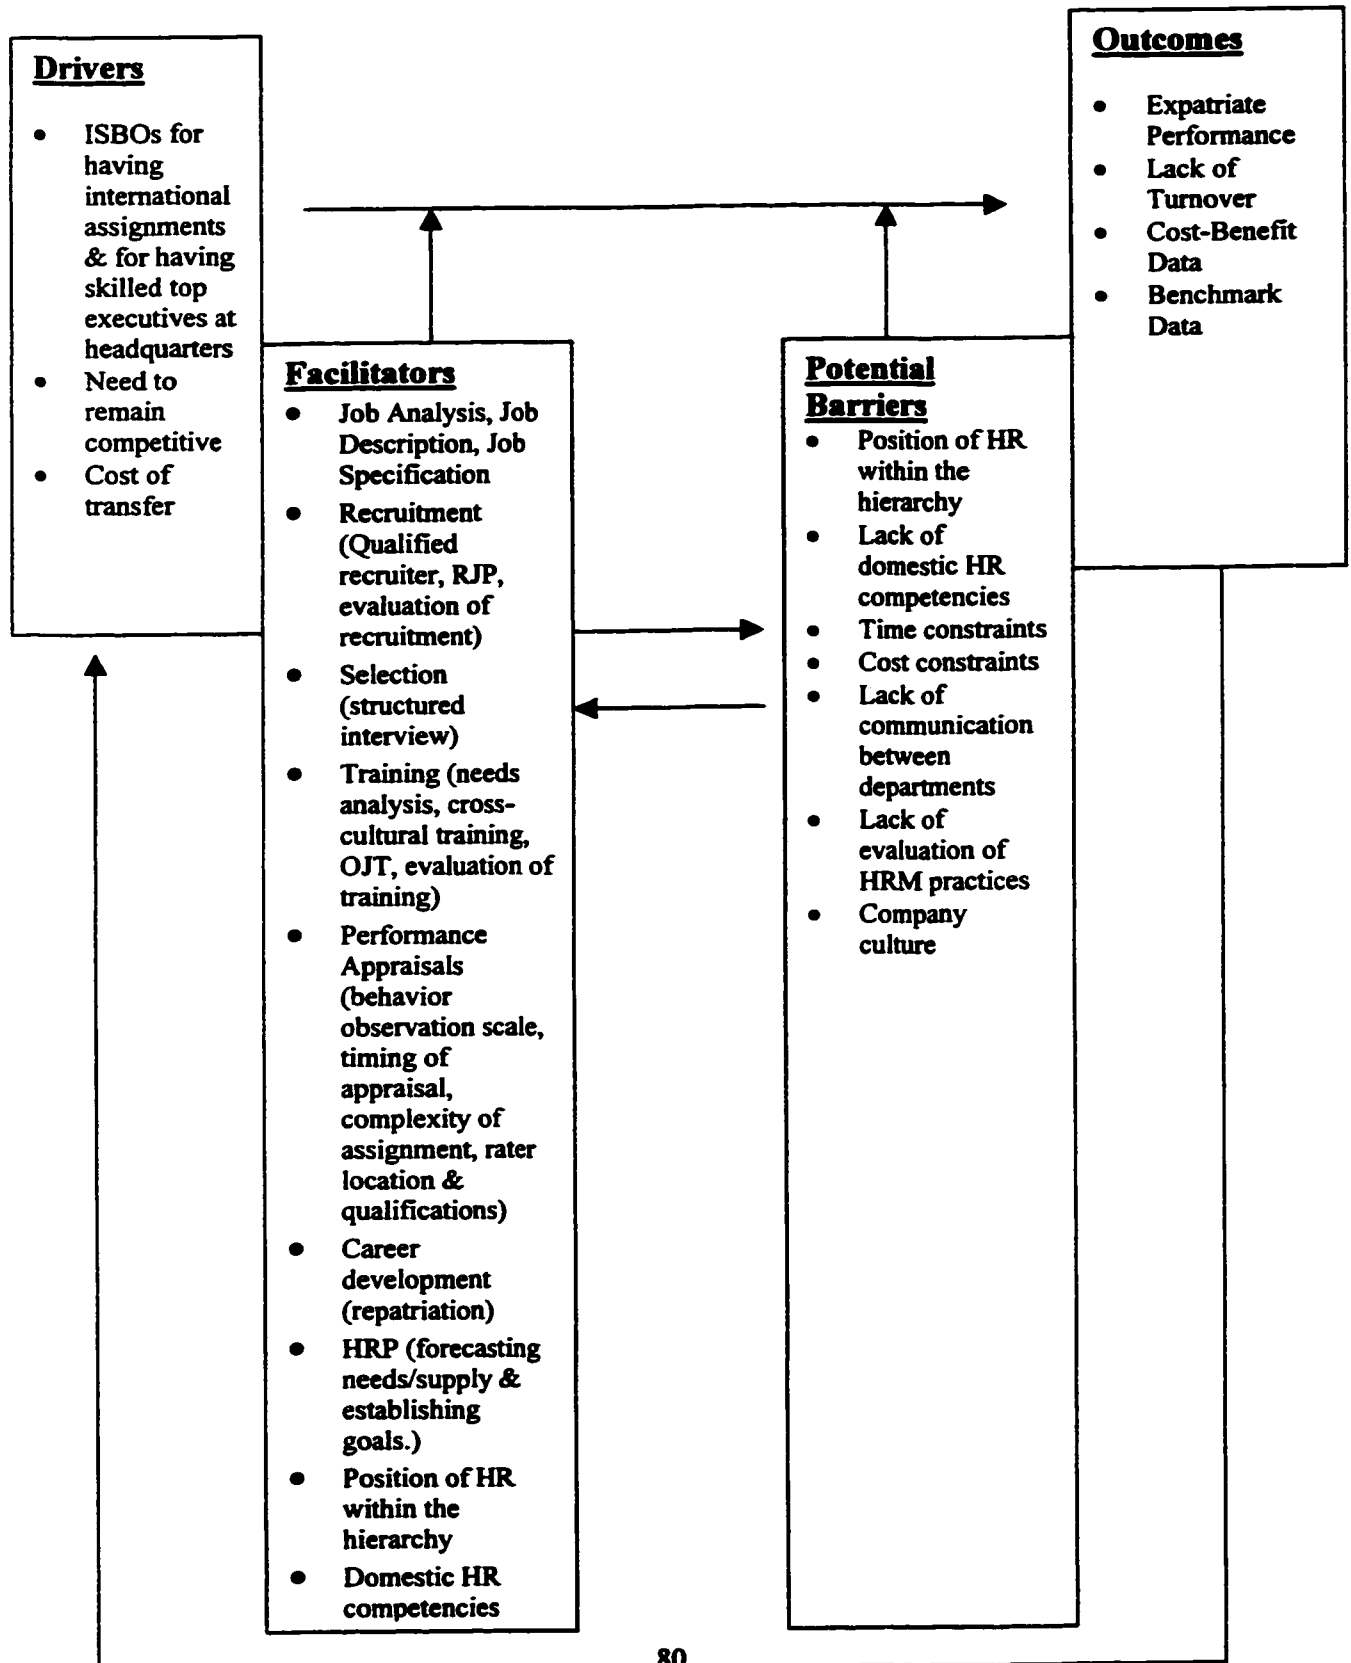 Drivers
• ISBOs for
having
international
assignments
& for having
skilled top
executives at
headquarters
• Need to
remain
competitive
• Cost of
transfer
Facilitators
• Job Analysis, Job
Description, Job
Specification
• Recruitment
(Qualified
recruiter, RJP,
evaluation of
recruitment)
• Selection
(structured
interview)
• Training (needs
analysis, cross-
cultural training,
OJT, evaluation of
training)
• Performance
Appraisals
(behavior
observation scale,
timing of
appraisal,
complexity of
assignment, rater
location &
qualifications)
• Career
development
(repatriation)
• HRP (forecasting
needs/supply &
establishing
goals.)
• Position of HR
within the
hierarchy
• Domestic HR
competencies
Potential
Barriers
• Position of HR
within the
hierarchy
• Lack of
domestic HR
competencies
• Time constraints
• Cost constraints
• Lack of
communication
between
departments
• Lack of
evaluation of
HRM practices
• Company
culture
Outcomes
• Expatriate
Performance
• Lack of
Turnover
• Cost-Benefit
Data
• Benchmark
Data
80